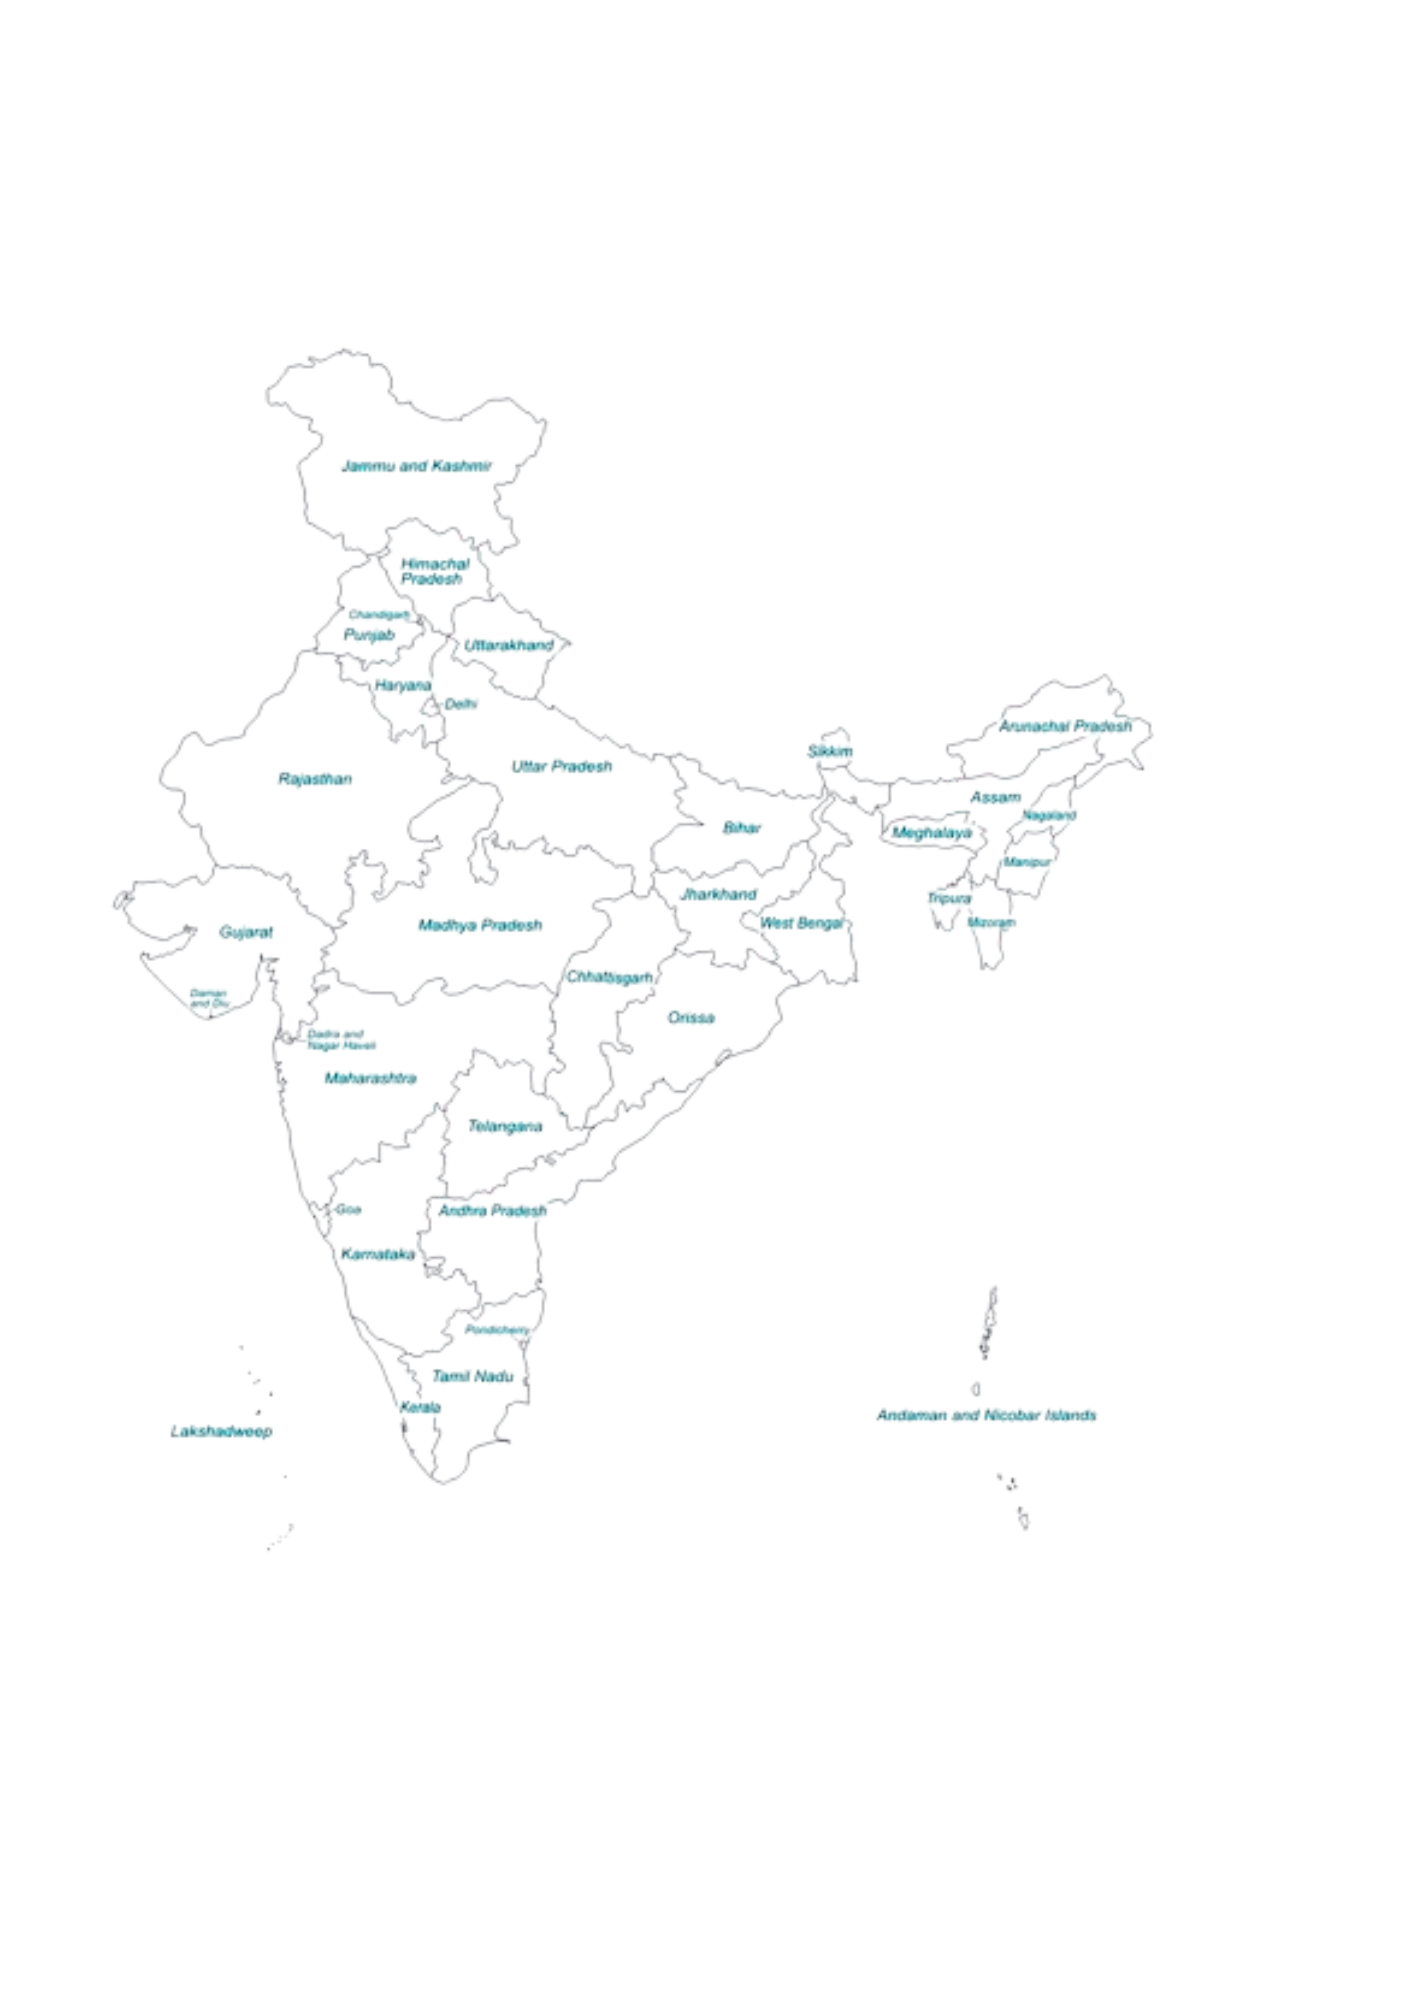 Jammu and Kashmir
Himachal
Pradesh
Chandigarh
Punjab
Uttarakhand
Haryana
Delhi
Arunachal Pradesh
Sikkim
Uttar Pradesh
Rajasthan
Assam
Nagaland
Bihar
Meghalaya
Manipur
Jharkhand
Tripura
Mizoram
West Bengal
Madhya Pradesh
Gujarat
Chhattisgarh
Daman
and Diu
Orissa
Dadra and
Nagar Haveli
Maharashtra
Telangana
Goa
Andhra Pradesh
Karnataka
Pondicherry
Tamil Nadu
Kerala
Andaman and Nicobar Islands
Lakshadweep